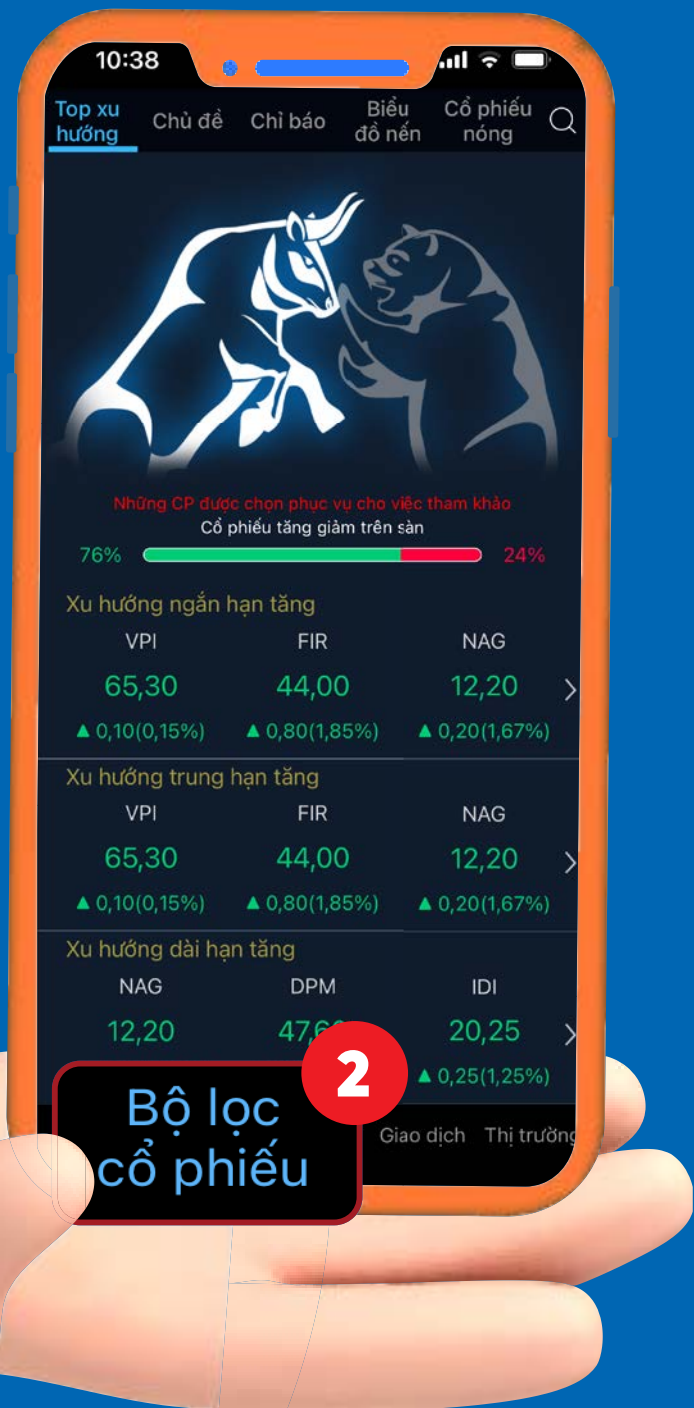 10:38
Top xu
hướng
Chủ đề
Chỉ báo
Biểu
đồ nến
Cổ phiếu
nóng
Những CP được chọn phục vụ cho việc tham khảo
Cổ phiếu tăng giảm trên sàn
76%
24%
Xu hướng ngắn hạn tăng
VPI FIR NAG
65,30 44,00 12,20
▲ 0,10(0,15%) ▲ 0,80(1,85%) ▲ 0,20(1,67%)
Xu hướng trung hạn tăng
VPI FIR NAG
65,30 44,00 12,20
▲ 0,10(0,15%) ▲ 0,80(1,85%) ▲ 0,20(1,67%)
Xu hướng dài hạn tăng
NAG DPM IDI
12,20 20,25
▲ 0,25(1,25%)
2
Bộ lọc
cổ phiếu
Giao dịch Thị trường